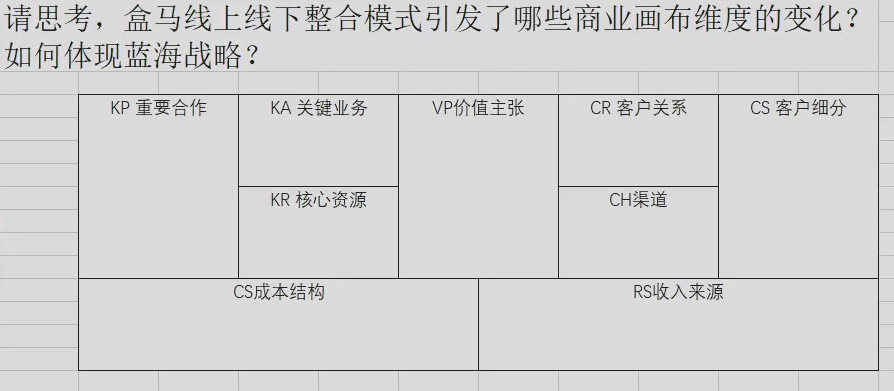 请思考，盒马线上线下整合模式引发了哪些商业画布维度的变化？
如何体现蓝海战略？
KP 重要合作
KA 关键业务
VP价值主张
CR 客户关系
CS 客户细分
KR 核心资源
CH渠道
CS成本结构
RS收入来源